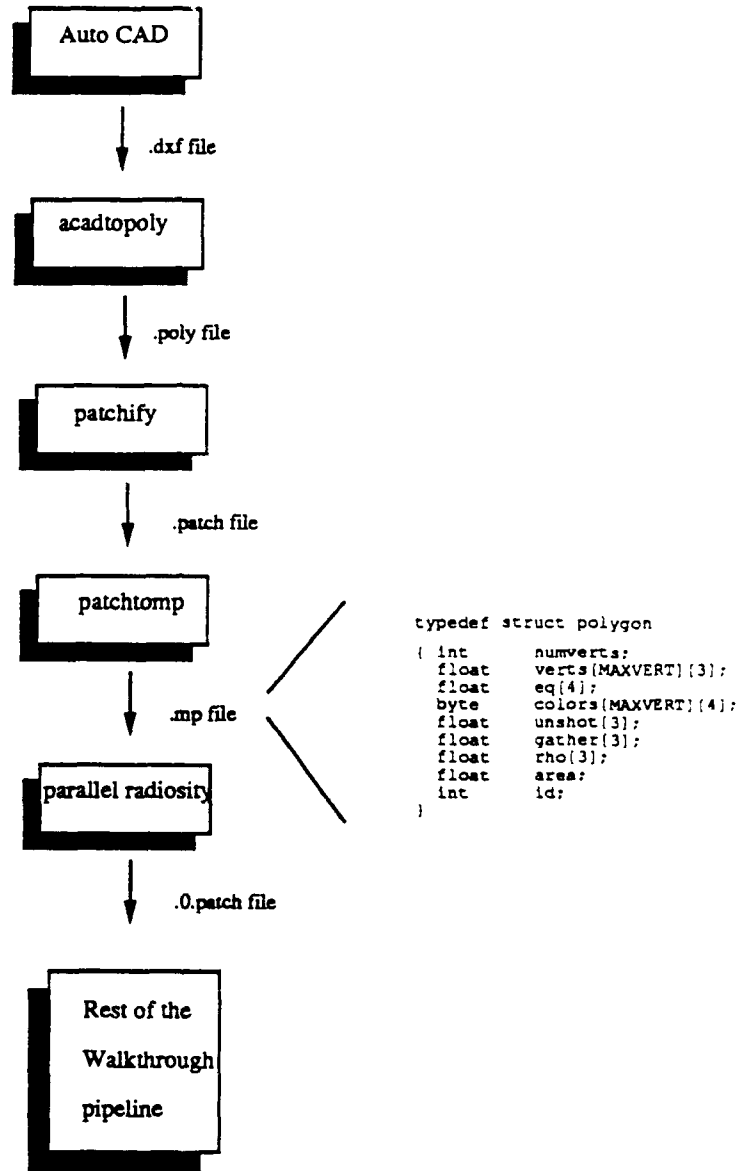 Auto CAD
.dxf file
acadtopoly
.poly file
patchify
.patch file
patchtomp
.mp file
parallel radiosity
.0.patch file
Rest of the
Walkthrough
pipeline
typedef struct polygon
{ int numverts;
float verts[MAXVERT][3];
float eq[4];
byte colors[MAXVERT][4];
float unshot[3];
float gather[3];
float rho[3];
float area;
int id;
}